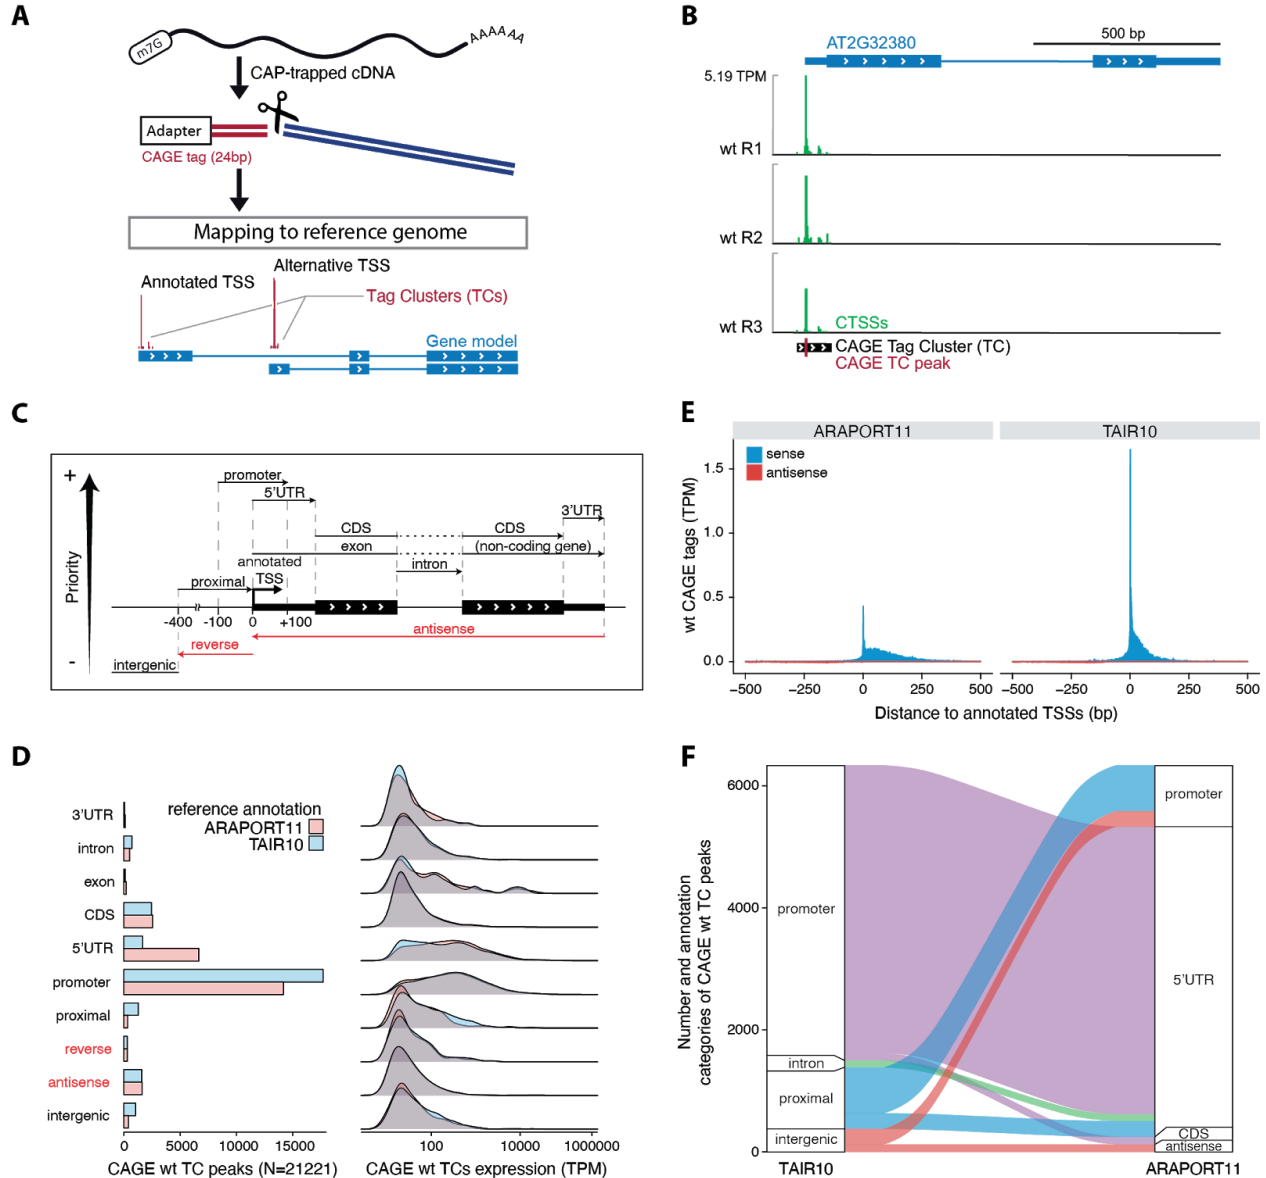 A
m7G
AAAAAA
CAP-trapped cDNA
Adapter
CAGE tag (24bp)
Mapping to reference genome
Alternative TSS
Annotated TSS
Tag Clusters (TCs)
Gene model
B
500 bp
AT2G32380
5.19 TPM
wt R1
wt R2
wt R3
CTSSs
CAGE Tag Cluster (TC)
CAGE TC peak
C
+
Priority
-
promoter
5'UTR
3'UTR
CDS
CDS
exon
(non-coding gene)
annotated
TSS
intron
proximal
-400
-100
0
+100
antisense
reverse
intergenic
D
3'UTR
intron
exon
CDS
5'UTR
promoter
proximal
reverse
antisense
intergenic
reference annotation
ARAPORT11
TAIR10
0 5000 10000 15000
CAGE wt TC peaks (N=21221)
100 10000 1000000
CAGE wt TCs expression (TPM)
E
ARAPORT11
TAIR10
sense
antisense
wt CAGE tags (TPM)
1.5
1.0
0.5
0.0
−500 −250 0 250 500
−500 −250 0 250 500
Distance to annotated TSSs (bp)
F
Number and annotation
categories of CAGE wt TC peaks
6000
4000
2000
0
promoter
intron
proximal
intergenic
TAIR10
promoter
5'UTR
CDS
antisense
ARAPORT11